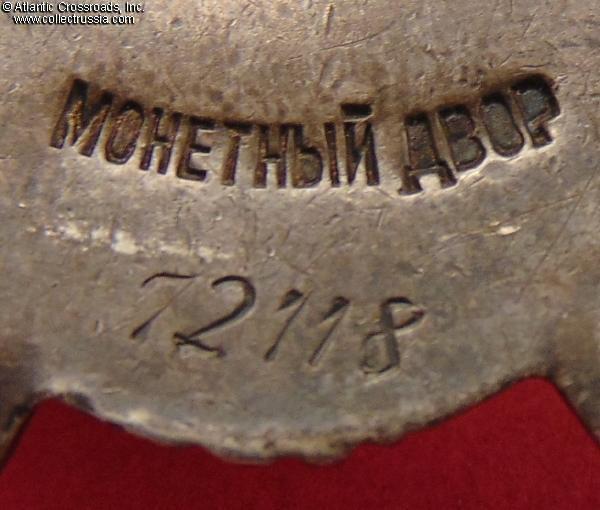 © Atlantic Crossroads, Inc.
www.collectrussia.com
МОНЕТНЫЙ ДВОР
72118